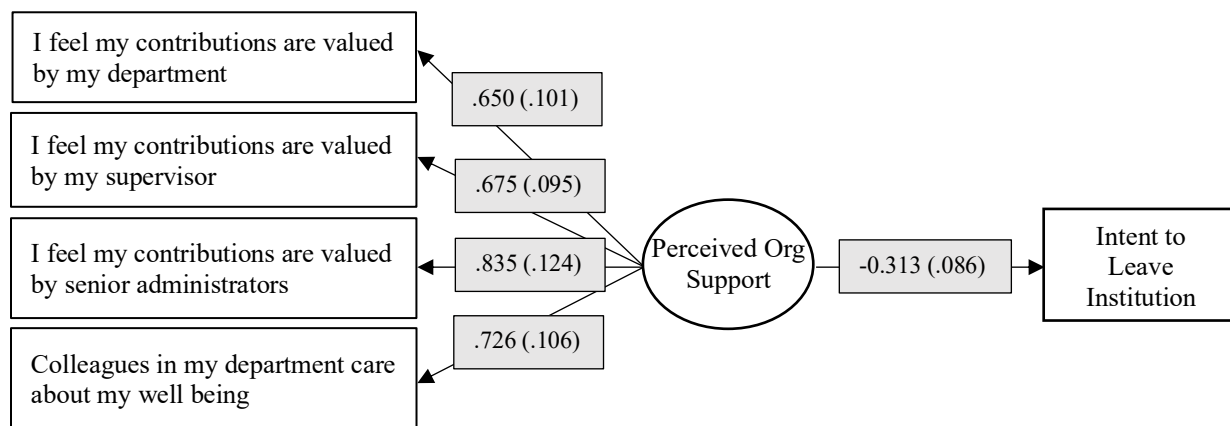 I feel my contributions are valued
by my department
.650 (.101)
I feel my contributions are valued
by my supervisor
.675 (.095)
I feel my contributions are valued
by senior administrators
.835 (.124)
Colleagues in my department care
about my well being
.726 (.106)
Perceived Org
Support
-0.313 (.086)
Intent to
Leave
Institution